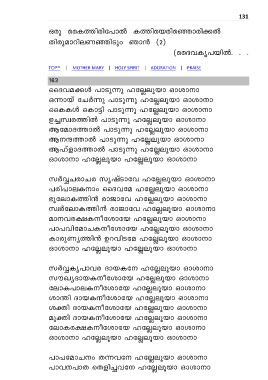 131
ഒരു കൈത്തിരിപോൽ കത്തിയെരിഞ്ഞാരിക്കൽ
തിരുമാറിലണഞ്ഞിടും ഞാൻ (2)
(ദൈവകൃപയിൽ. . .
TOP^ | MOTHER MARY | HOLY SPIRIT | ADORATION | PRAISE
163
ദൈവമക്കൾ പാടുന്നു ഹല്ലേലൂയാ ഓശാനാ
ഒന്നായ് ചേർന്നു പാടുന്നു ഹല്ലേലൂയാ ഓശാനാ
കൈകൾ കൊട്ടി പാടുന്നു ഹല്ലേലൂയാ ഓശാനാ
ഉച്ചസ്വരത്തിൽ പാടുന്നു ഹല്ലേലൂയാ ഓശാനാ
ആമോദത്താൽ പാടുന്നു ഹല്ലേലൂയാ ഓശാനാ
ആനന്ദത്താൽ പാടുന്നു ഹല്ലേലൂയാ ഓശാനാ
ആഹ്ളാദത്താൽ പാടുന്നു ഹല്ലേലൂയാ ഓശാനാ
ഓശാനാ ഹല്ലേലൂയാ ഹല്ലേലൂയാ ഓശാനാ
സർവ്വചരാചര സൃഷ്ടാവേ ഹല്ലേലൂയാ ഓശാനാ
പരിപാലകനാം ദൈവമേ ഹല്ലേലൂയാ ഓശാനാ
ഭൂലോകത്തിൻ രാജാവേ ഹല്ലേലൂയാ ഓശാനാ
സ്വർലോകത്തിൻ രാജാവേ ഹല്ലേലൂയാ ഓശാനാ
മാനവരക്ഷകനീശോയേ ഹല്ലേലൂയാ ഓശാനാ
പാപവിമോചകനീശോയേ ഹല്ലേലൂയാ ഓശാനാ
കാരുണ്യത്തിൻ ഉറവിടമേ ഹല്ലേലൂയാ ഓശാനാ
ഓശാനാ ഹല്ലേലൂയാ ഹല്ലേലൂയാ ഓശാനാ
സർവ്വകൃപാവര ദായകനേ ഹല്ലേലൂയാ ഓശാനാ
സൗഖ്യദായകനീശോയേ ഹല്ലേലൂയാ ഓശാനാ
ലോകപാലകനീശോയേ ഹല്ലേലൂയാ ഓശാനാ
ശാന്തി ദായകനീശോയേ ഹല്ലേലൂയാ ഓശാനാ
ശക്തി ദായകനീശോയേ ഹല്ലേലൂയാ ഓശാനാ
മുക്തി ദായകനീശോയേ ഹല്ലേലൂയാ ഓശാനാ
ലോകരക്ഷകനീശോയേ ഹല്ലേലൂയാ ഓശാനാ
ഓശാനാ ഹല്ലേലൂയാ ഹല്ലേലൂയാ ഓശാനാ
പാപമോചനം തന്നവനേ ഹല്ലേലൂയാ ഓശാനാ
പാവനപാത തെളിച്ചവനേ ഹല്ലേലൂയാ ഓശാനാ